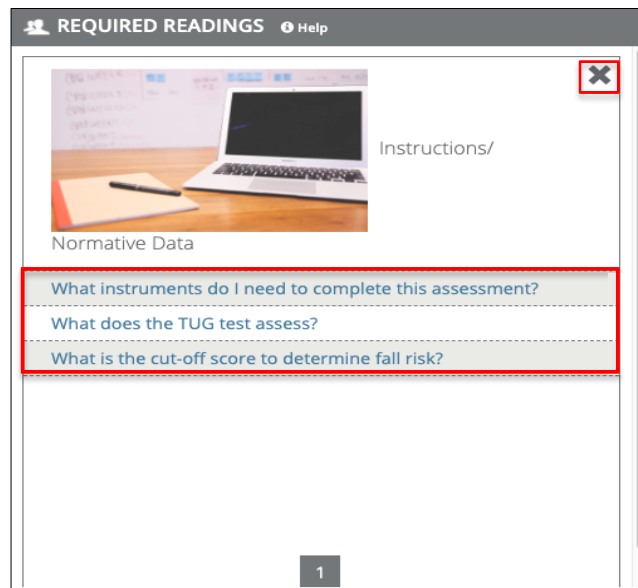 REQUIRED READINGS Help
Instructions/
Normative Data
What instruments do I need to complete this assessment?
What does the TUG test assess?
What is the cut-off score to determine fall risk?
1